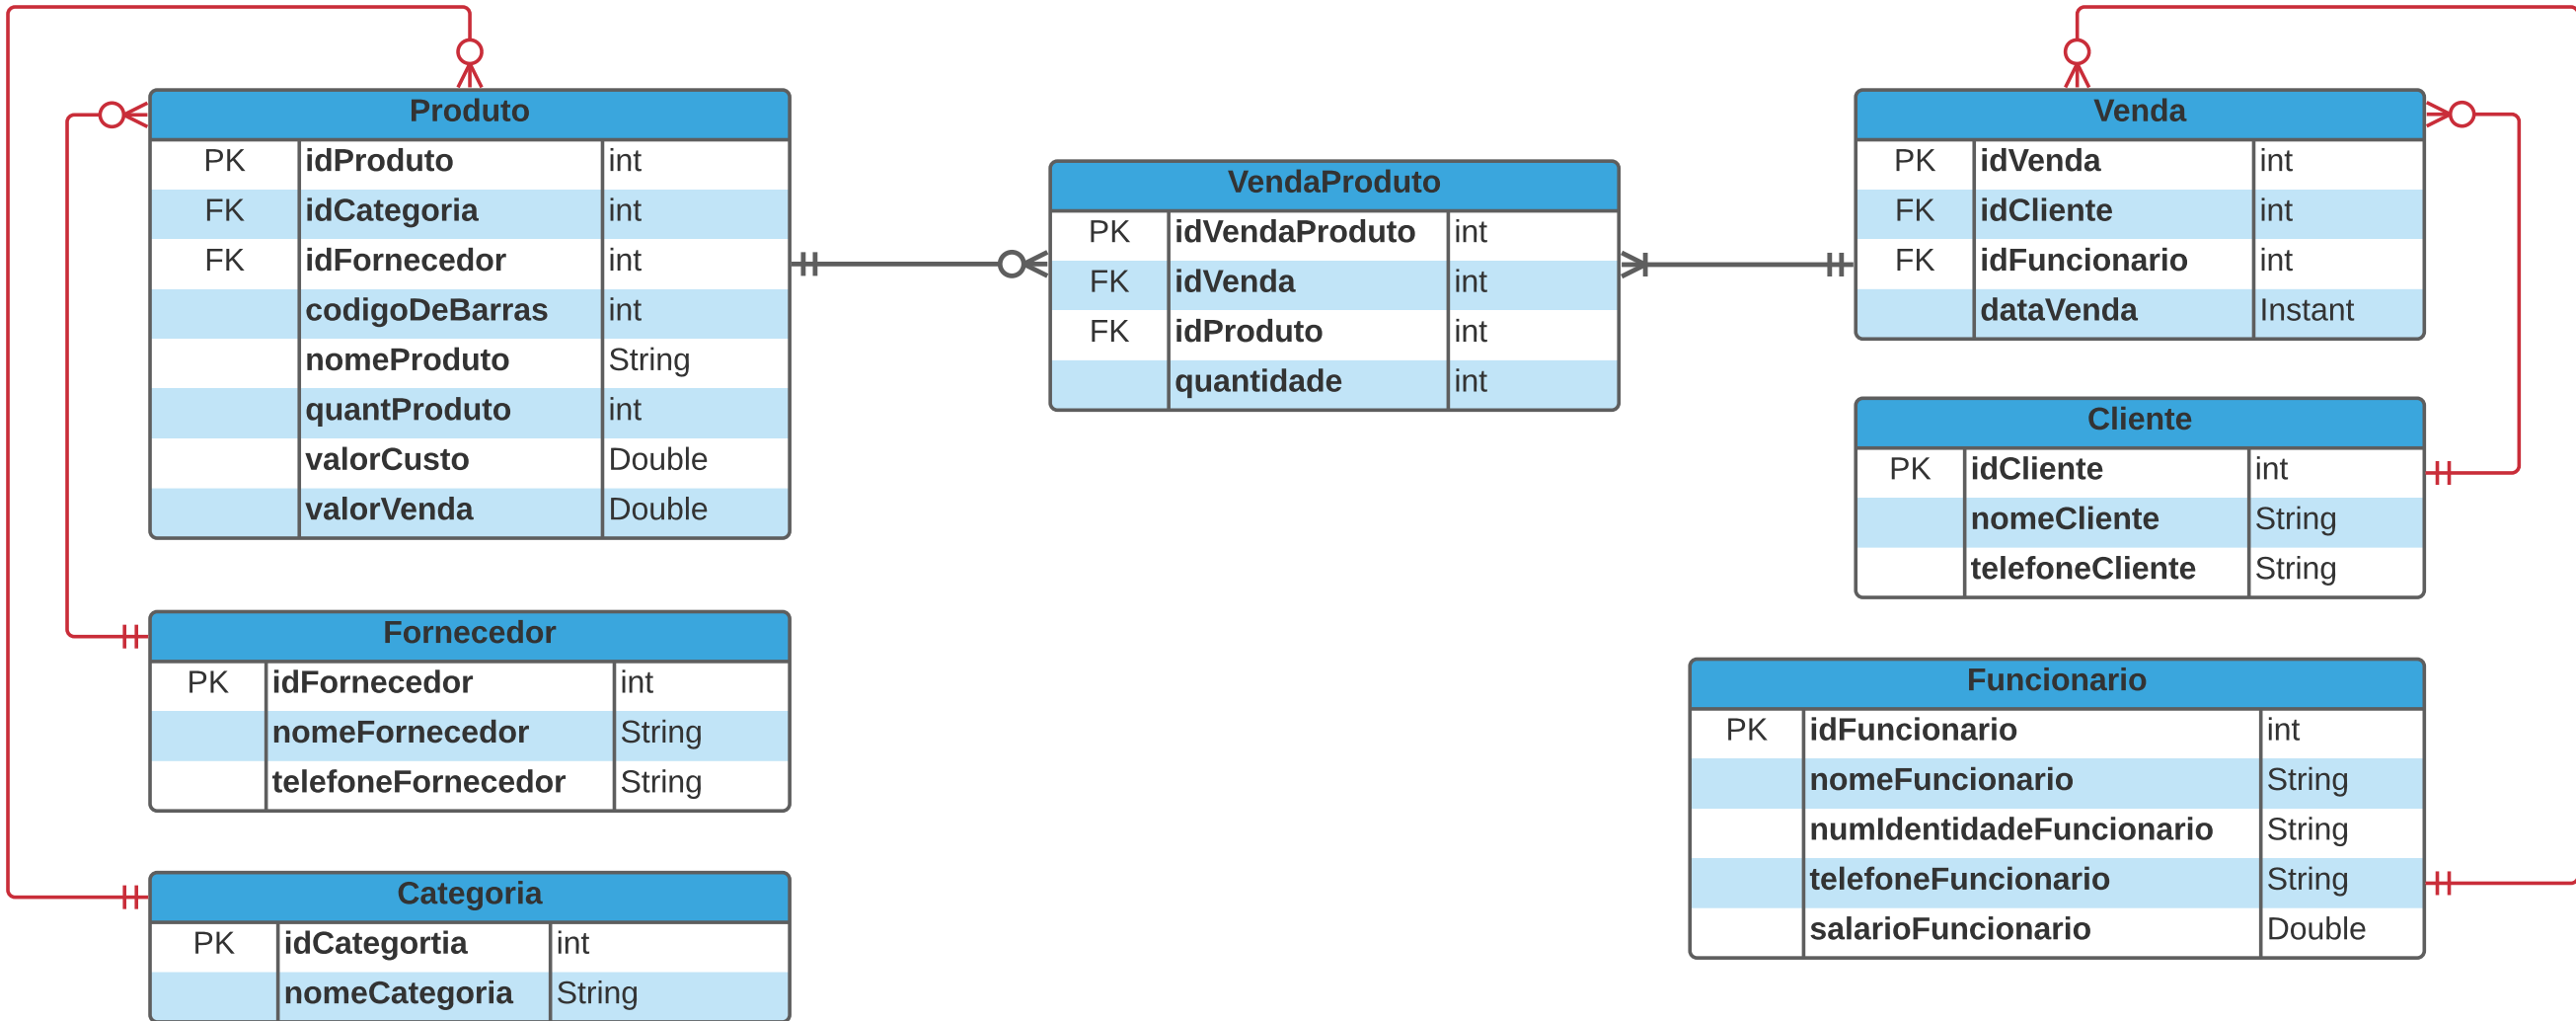 Produto
PK idProduto int
FK idCategoria int
FK idFornecedor int
codigoDeBarras int
nomeProduto String
quantProduto int
valorCusto Double
valorVenda Double
Fornecedor
PK idFornecedor int
nomeFornecedor String
telefoneFornecedor String
Categoria
PK idCategortia int
nomeCategoria String
VendaProduto
PK idVendaProduto int
FK idVenda int
FK idProduto int
quantidade int
Venda
PK idVenda int
FK idCliente int
FK idFuncionario int
dataVenda Instant
Cliente
PK idCliente int
nomeCliente String
telefoneCliente String
Funcionario
PK idFuncionario int
nomeFuncionario String
numIdentidadeFuncionario String
telefoneFuncionario String
salarioFuncionario Double